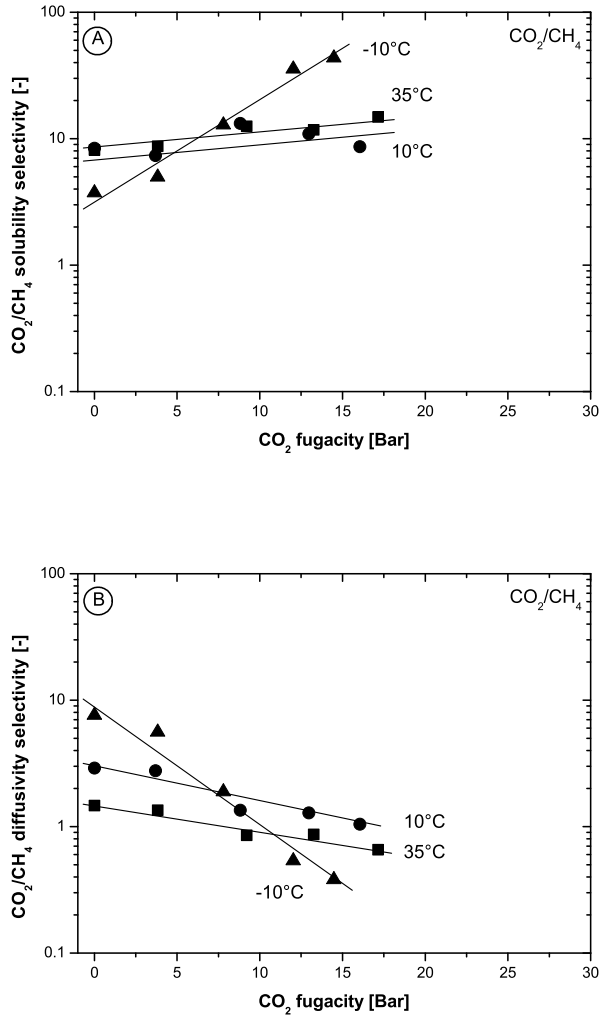 100
A
CO2/CH4
-10°C
35°C
10°C
10
1
0.1
CO2/CH4 solubility selectivity [-]
0 5 10 15 20 25 30
CO2 fugacity [Bar]
100
B
CO2/CH4
10
1
0.1
10°C
35°C
-10°C
CO2/CH4 diffusivity selectivity [-]
0 5 10 15 20 25 30
CO2 fugacity [Bar]